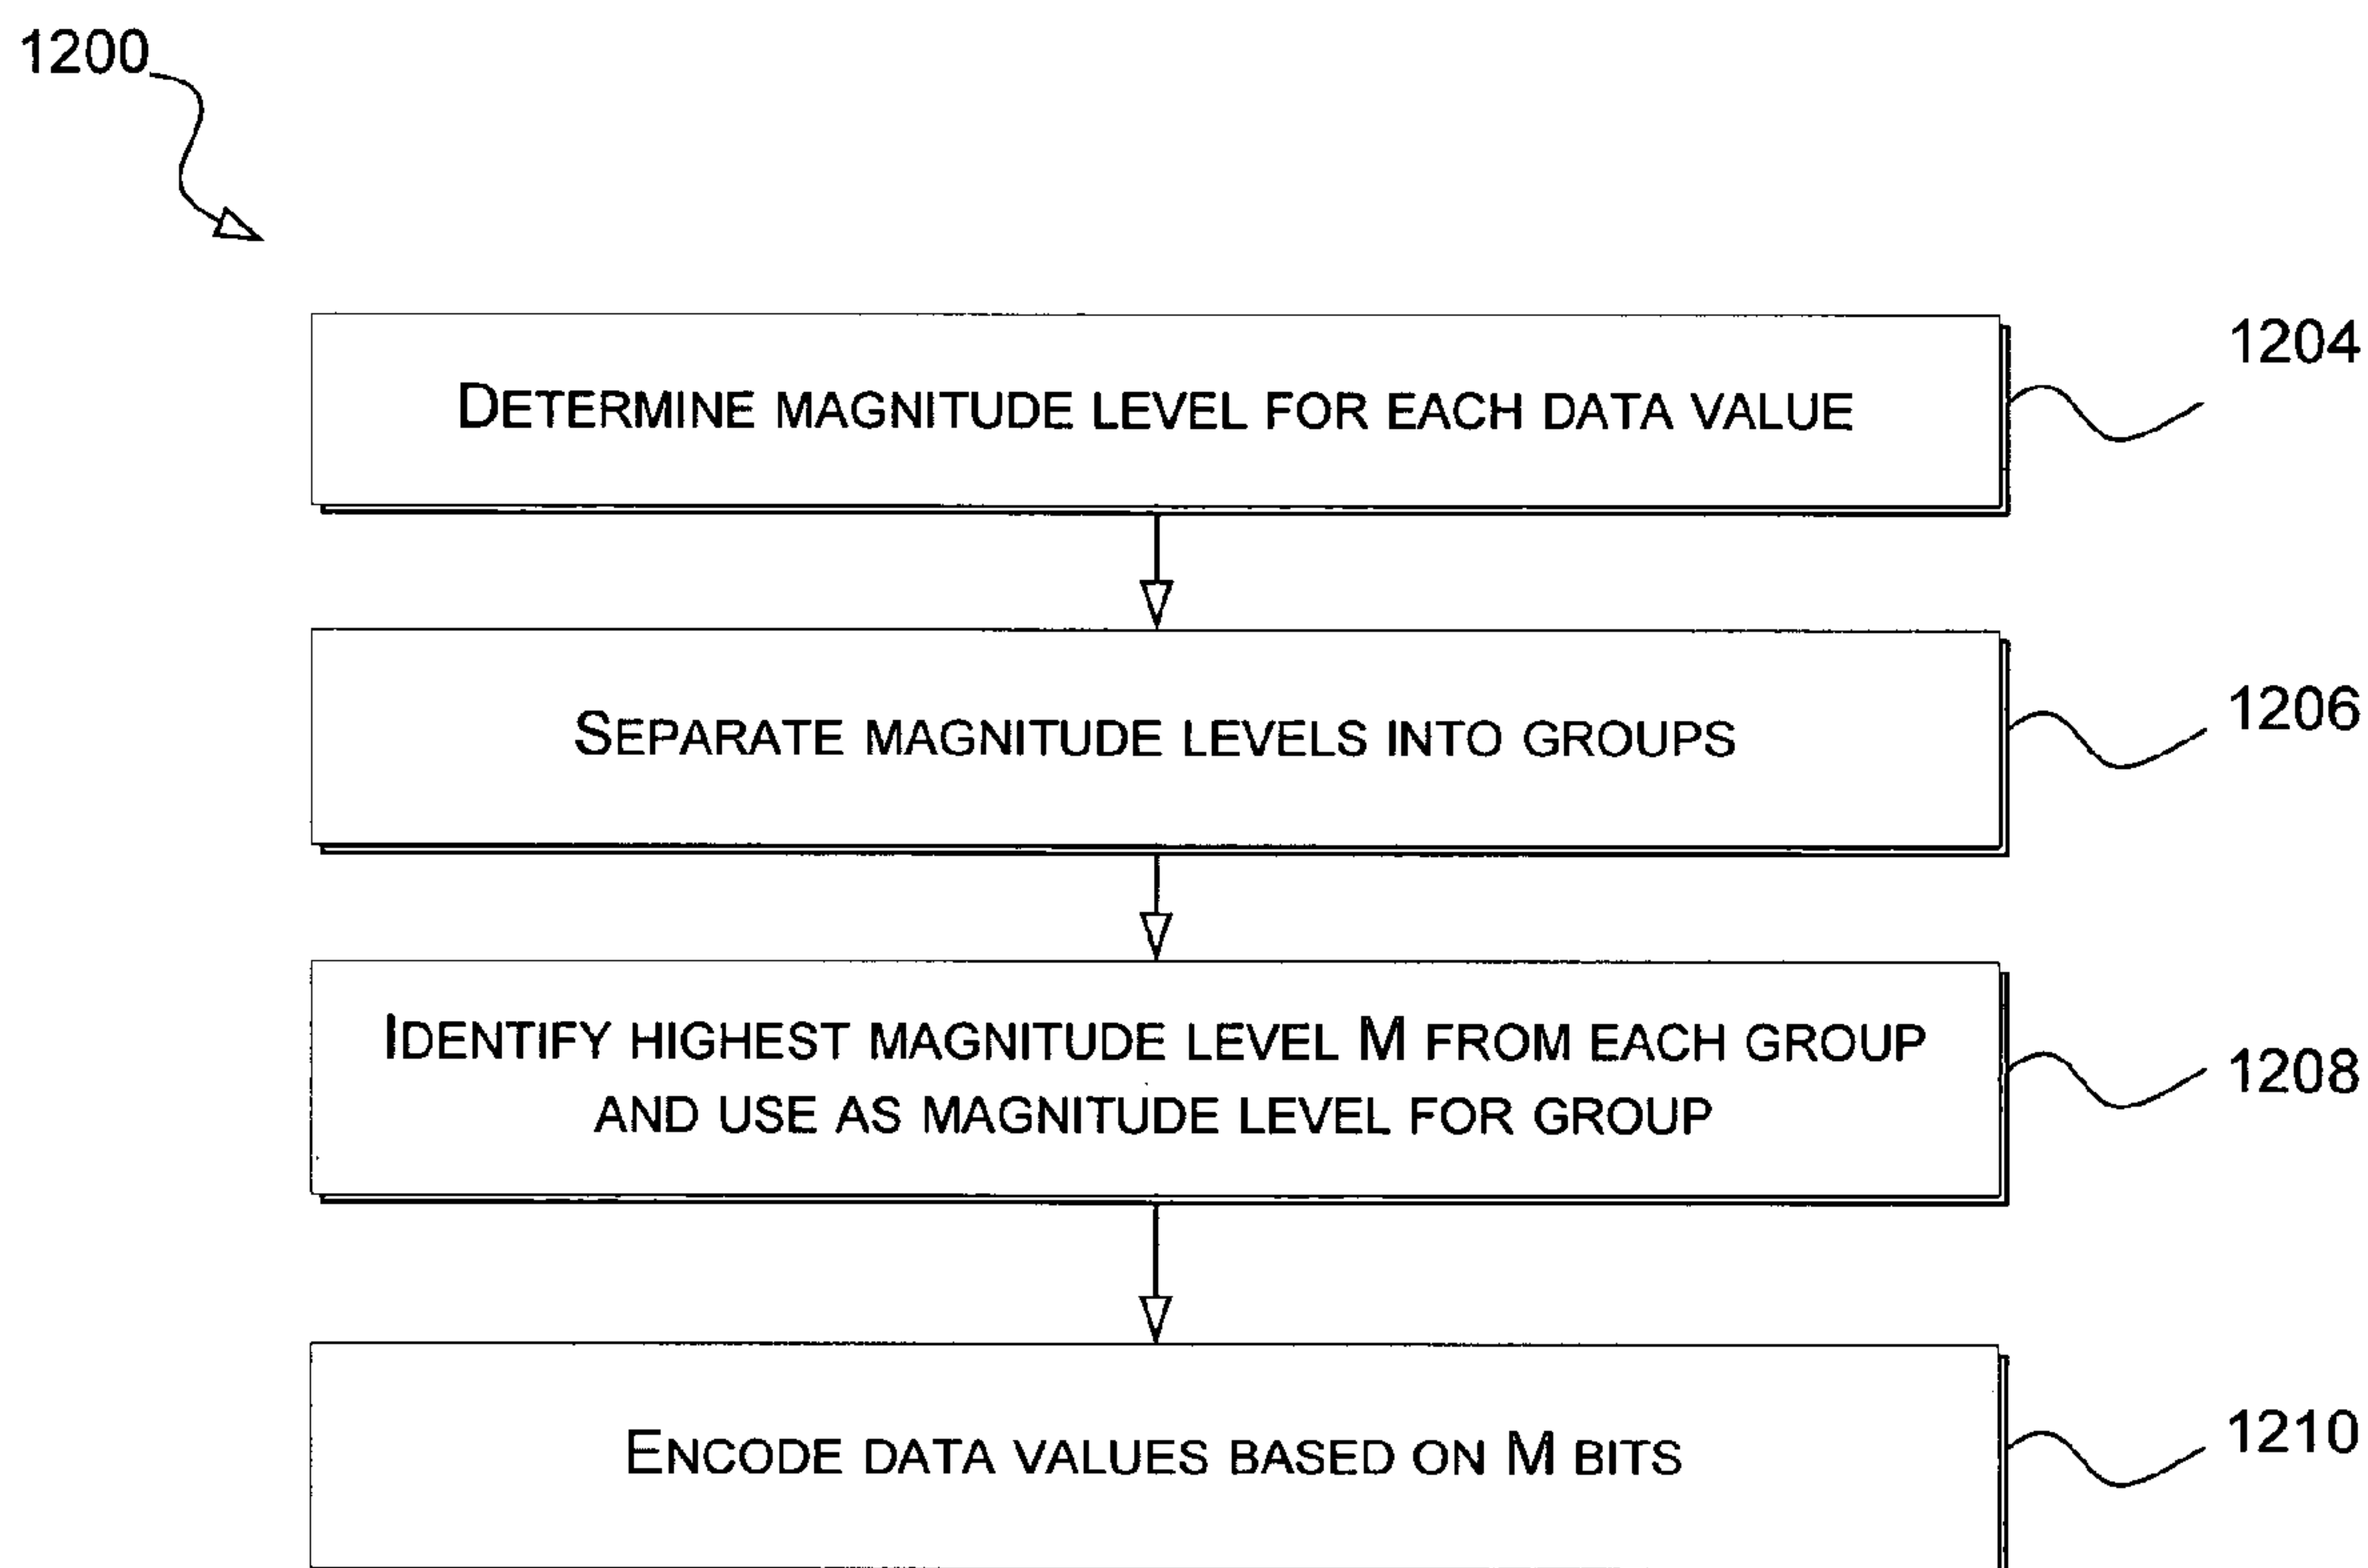 1200
DETERMINE MAGNITUDE LEVEL FOR EACH DATA VALUE
1204
SEPARATE MAGNITUDE LEVELS INTO GROUPS
1206
IDENTIFY HIGHEST MAGNITUDE LEVEL M FROM EACH GROUP
AND USE AS MAGNITUDE LEVEL FOR GROUP
1208
ENCODE DATA VALUES BASED ON M BITS
1210